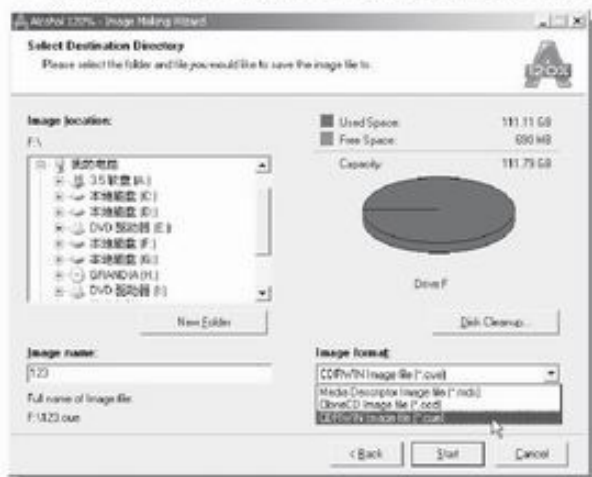 Alcohol 120% - Image Making Wizard
Select Destination Directory
Please select the folder and file you would like to save the image file to.
120%
Image location:
F:\
我的电脑
3.5 软盘 (A:)
本地磁盘 (C:)
本地磁盘 (D:)
DVD 驱动器 (E:)
本地磁盘 (F:)
本地磁盘 (G:)
GRANDIA (H:)
DVD 驱动器 (I:)
Used Space: 111.11 GB
Free Space: 690 MB
Capacity: 111.79 GB
Drive F
New Folder
Disk Cleanup...
Image name:
123
Full name of Image file:
F:\123.cue
Image format:
CDRWIN Image file (*.cue)
Media Descriptor Image file (*.mds)
CloneCD Image file (*.ccd)
CDRWIN Image file (*.cue)
< Back
Start
Cancel